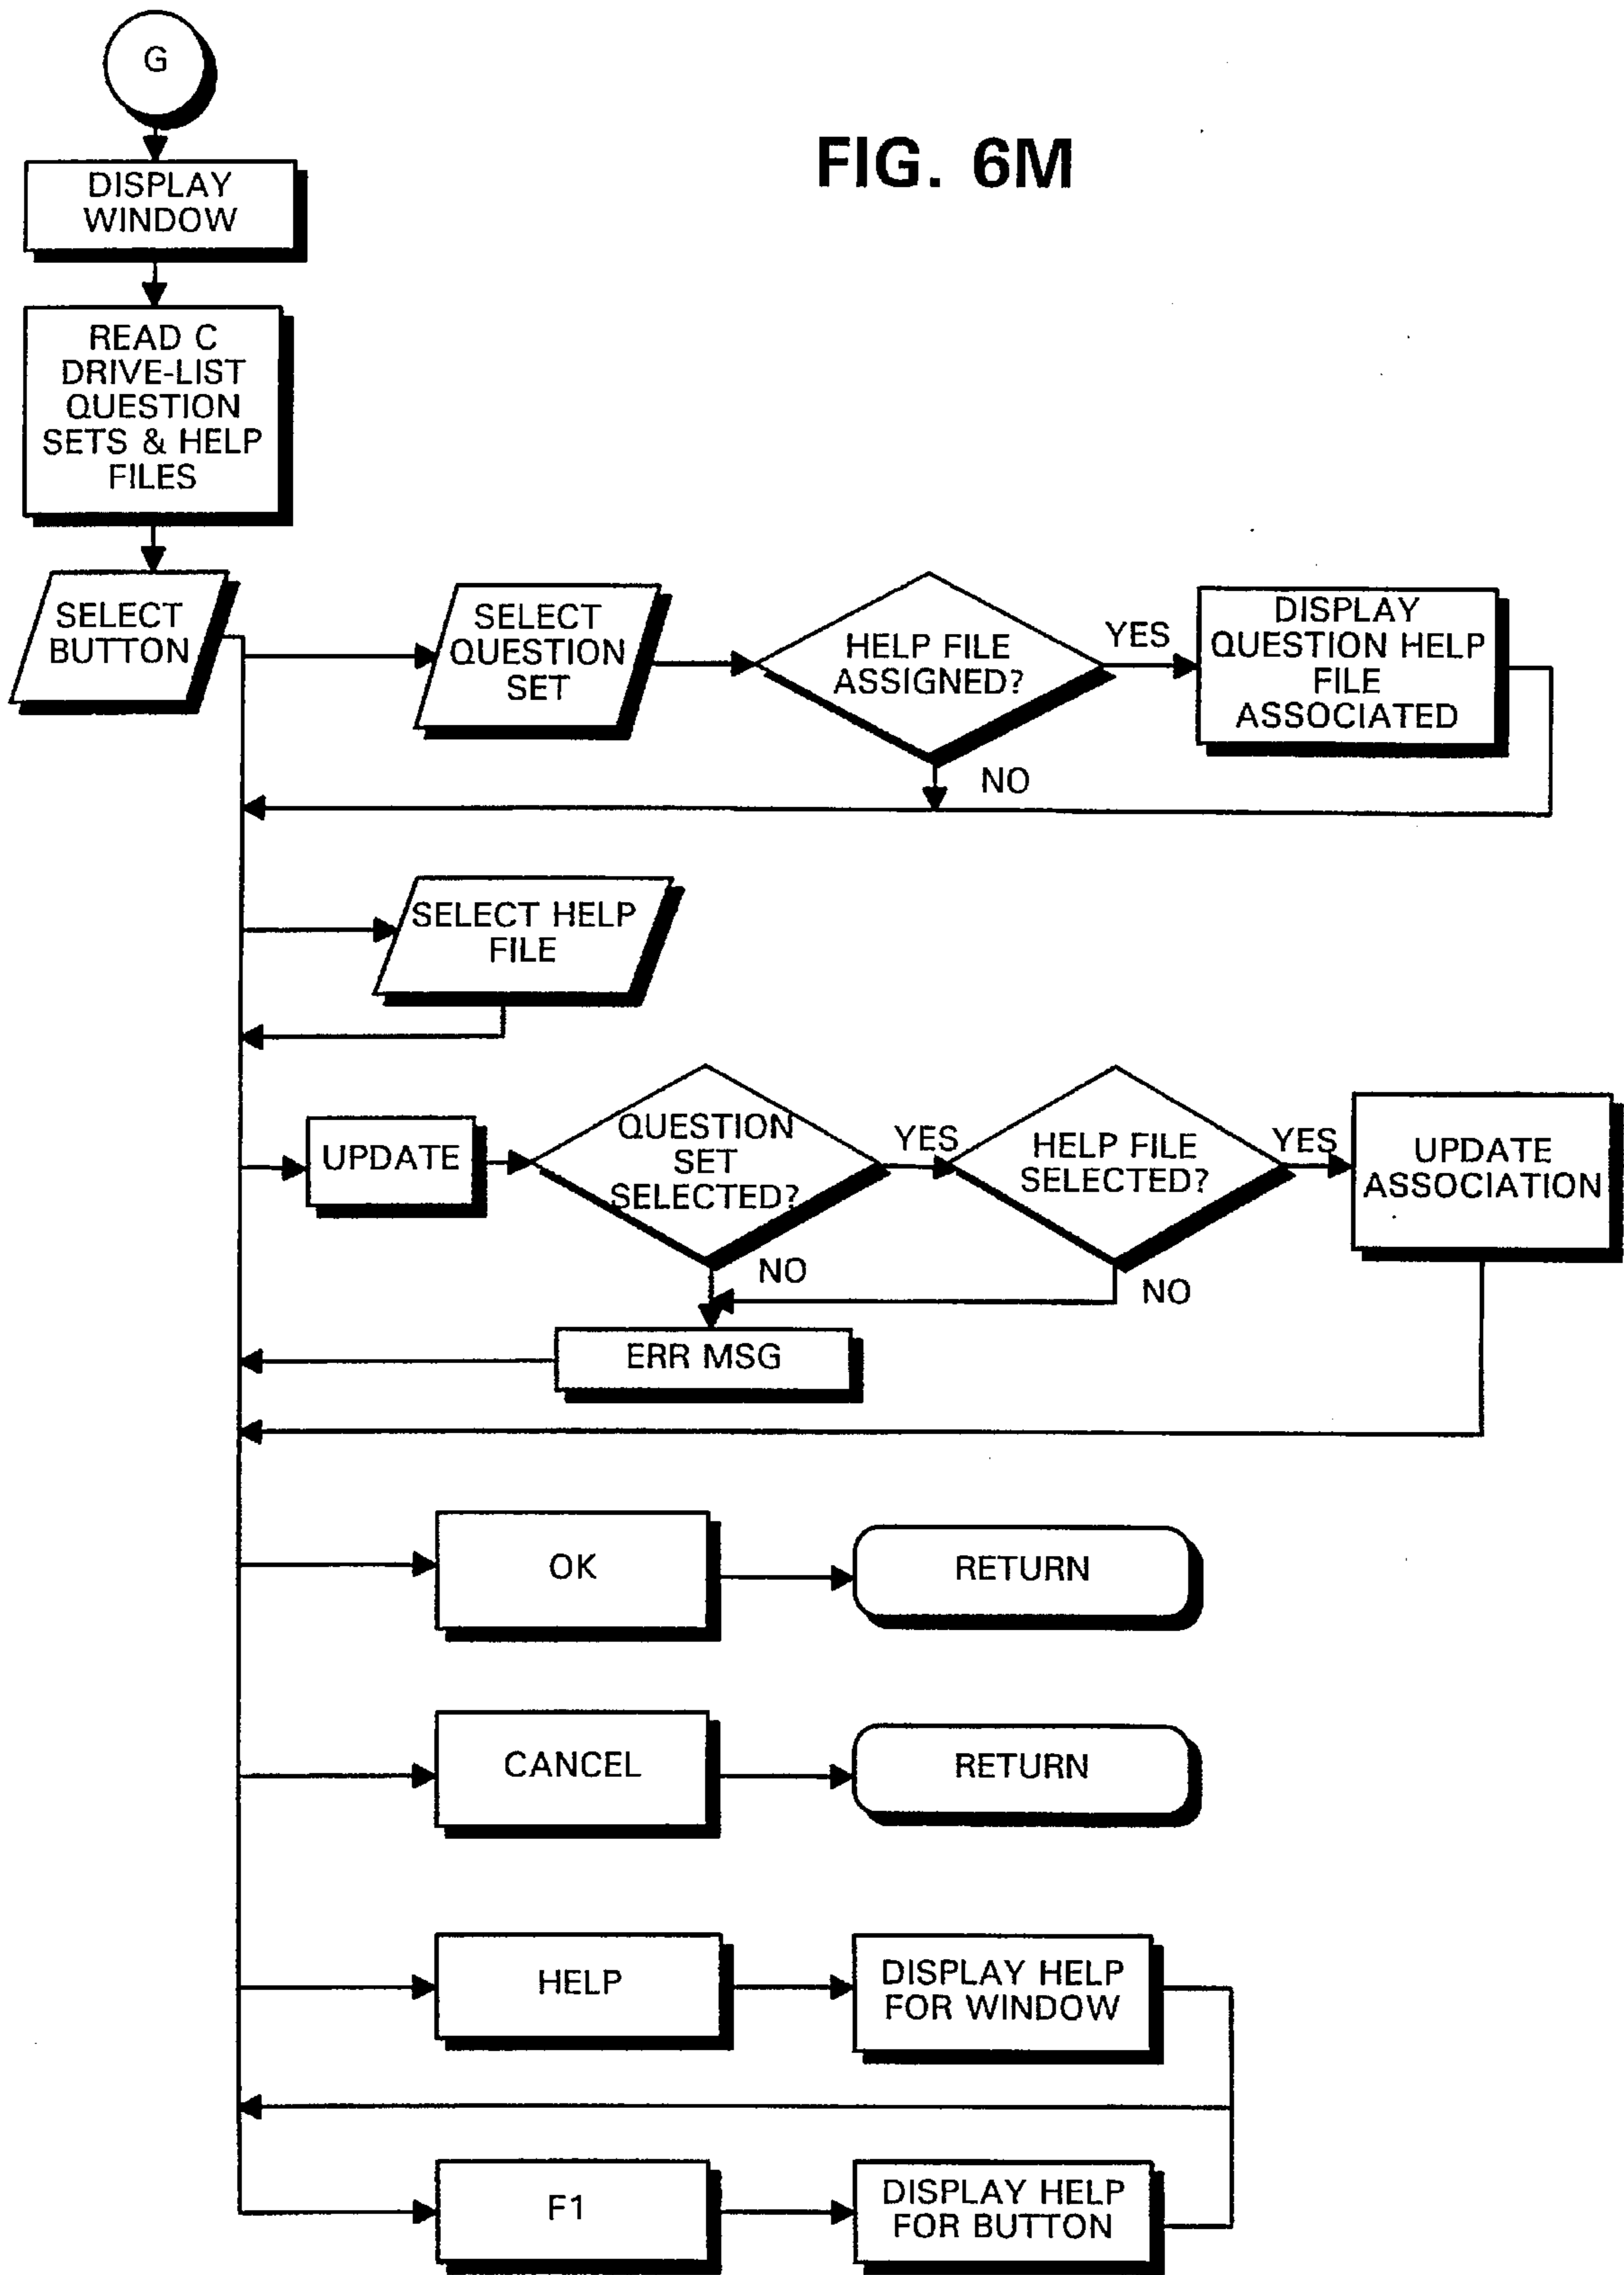 G
FIG. 6M
DISPLAY
WINDOW
READ C
DRIVE-LIST
QUESTION
SETS & HELP
FILES
SELECT
BUTTON
SELECT
QUESTION
SET
HELP FILE
ASSIGNED?
YES
DISPLAY
QUESTION HELP
FILE
ASSOCIATED
NO
SELECT HELP
FILE
UPDATE
QUESTION
SET
SELECTED?
YES
HELP FILE
SELECTED?
YES
UPDATE
ASSOCIATION
NO
NO
ERR MSG
OK
RETURN
CANCEL
RETURN
HELP
DISPLAY HELP
FOR WINDOW
F1
DISPLAY HELP
FOR BUTTON